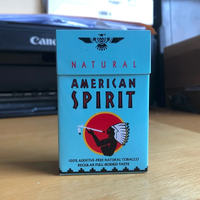 Canon
NATURAL
AMERICAN
SPIRIT
100% ADDITIVE-FREE NATURAL TOBACCO
REGULAR FULL-BODIED TASTE